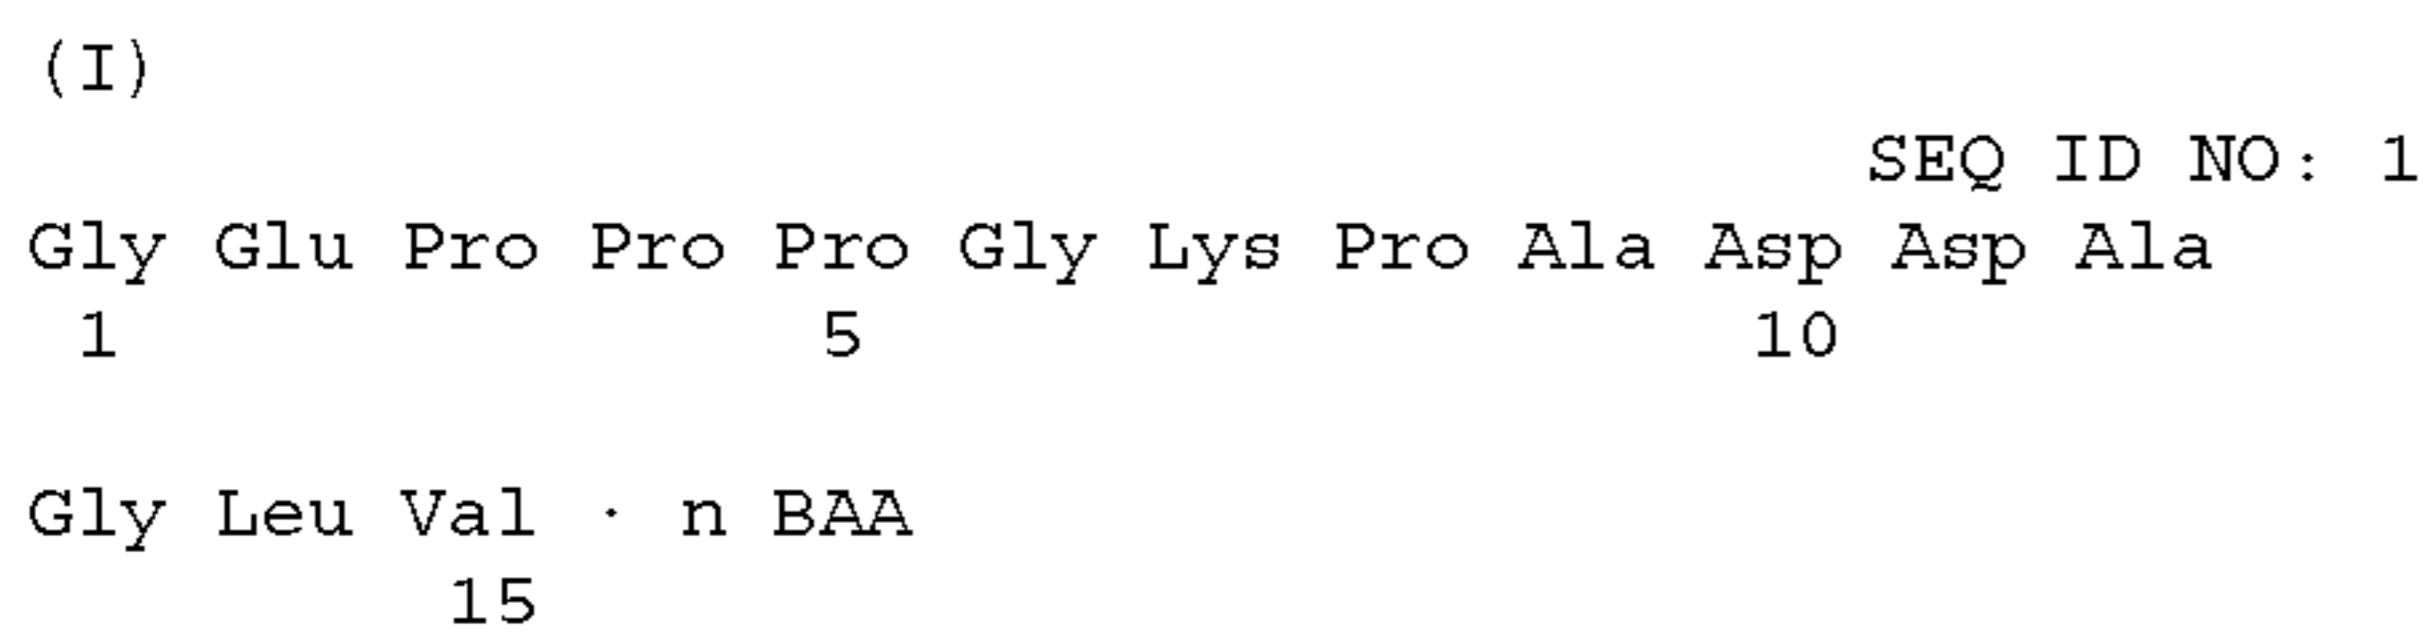 (I)
SEQ ID NO: 1
Gly Glu Pro Pro Pro Gly Lys Pro Ala Asp Asp Ala
1 5 10
Gly Leu Val · n BAA
15